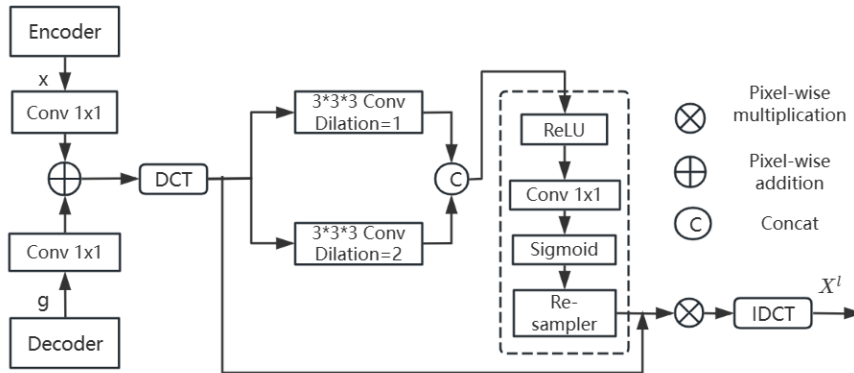 Encoder
x
Conv 1x1
DCT
Conv 1x1
g
Decoder
3*3*3 Conv
Dilation=1
3*3*3 Conv
Dilation=2
C
ReLU
Conv 1x1
Sigmoid
Re-
sampler
IDCT
X^l
Pixel-wise
multiplication
Pixel-wise
addition
C
Concat